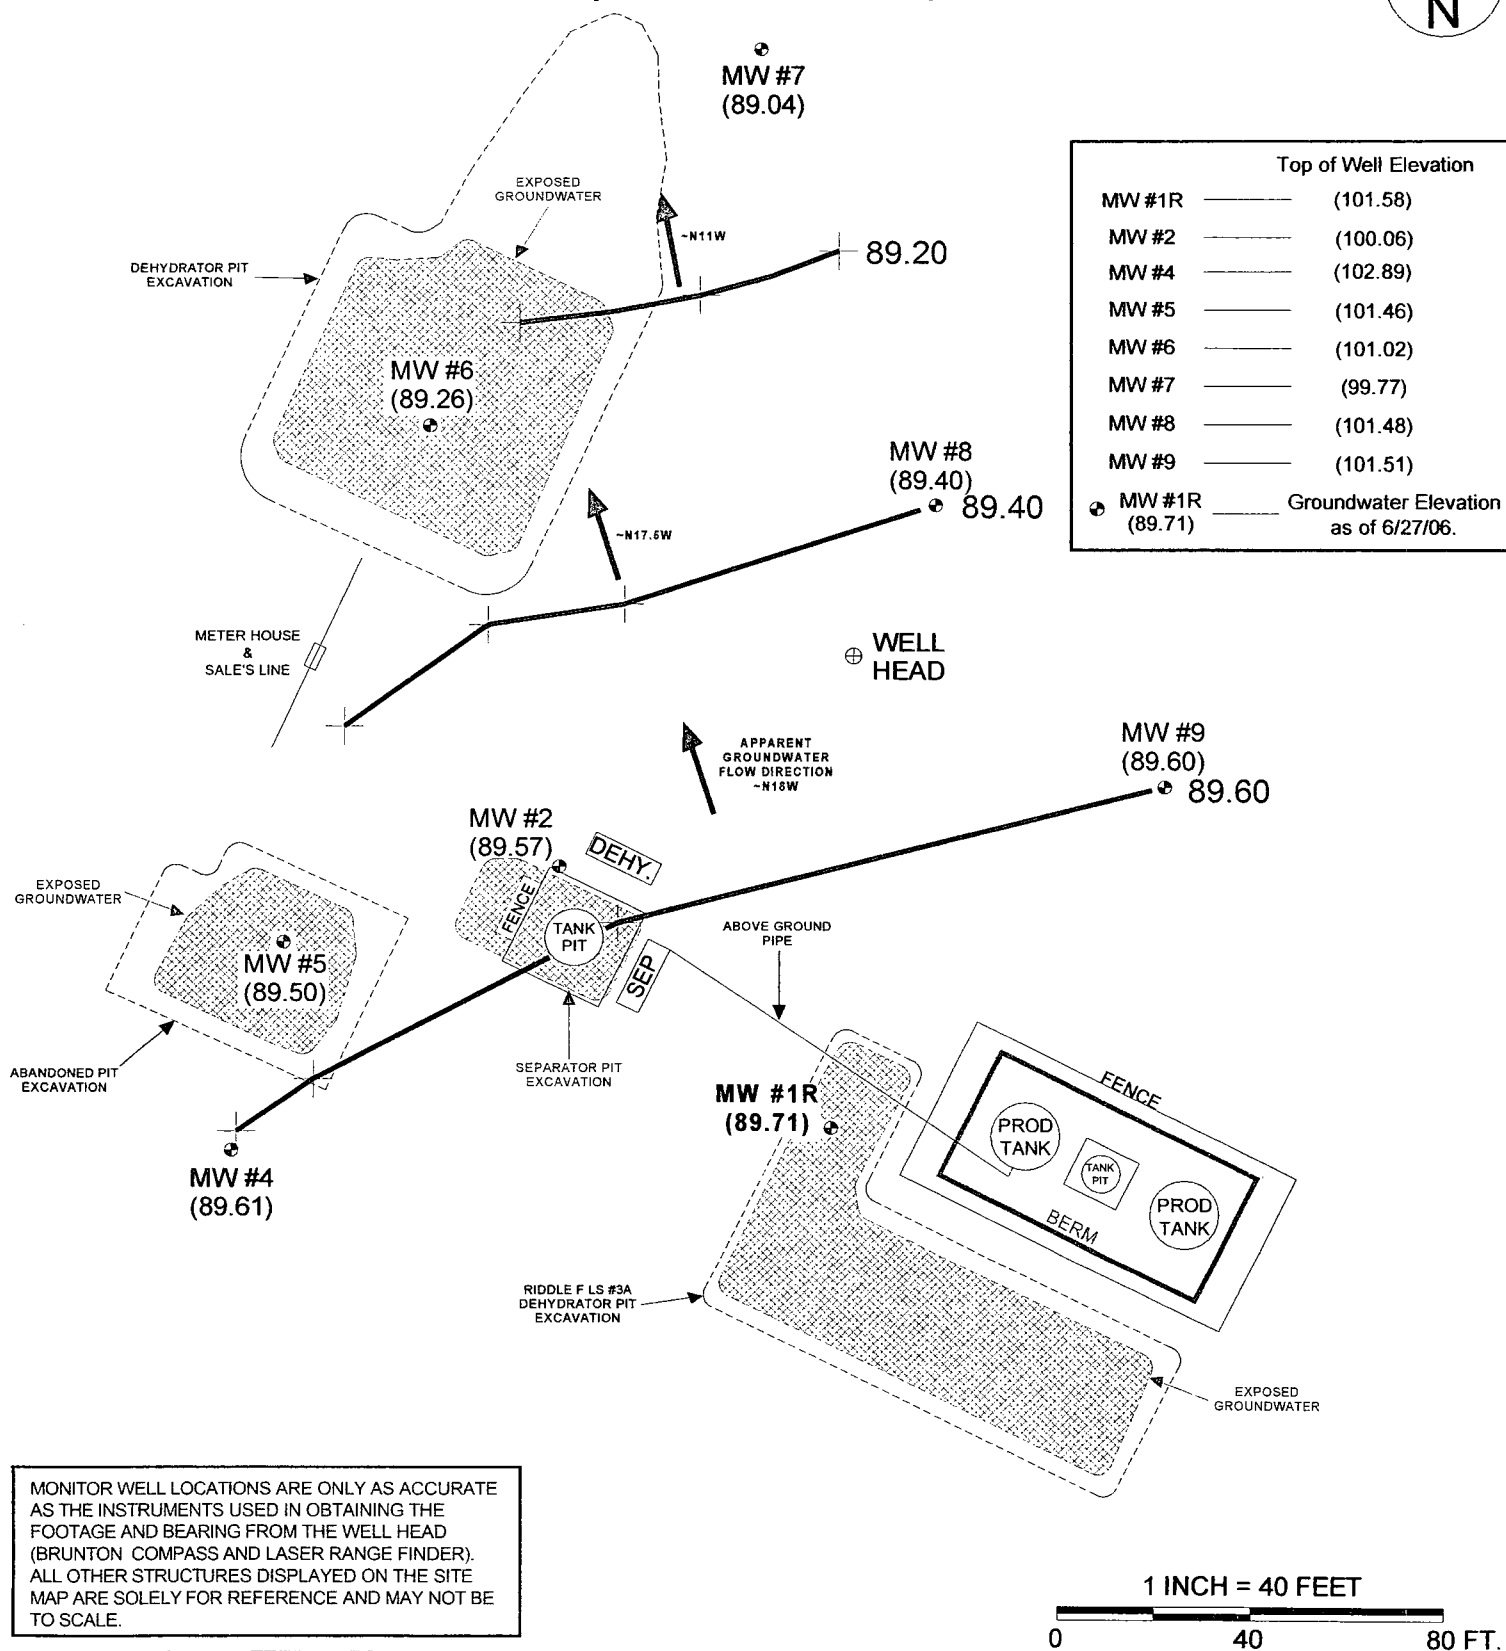 N
MW #7
(89.04)
EXPOSED
GROUNDWATER
~N11W
89.20
DEHYDRATOR PIT
EXCAVATION
Top of Well Elevation
MW #1R (101.58)
MW #2 (100.06)
MW #4 (102.89)
MW #5 (101.46)
MW #6 (101.02)
MW #7 (99.77)
MW #8 (101.48)
MW #9 (101.51)
MW #1R Groundwater Elevation
(89.71) as of 6/27/06.
MW #6
(89.26)
MW #8
(89.40)
89.40
~N17.5W
METER HOUSE
&
SALE'S LINE
WELL
HEAD
APPARENT
GROUNDWATER
FLOW DIRECTION
~N18W
MW #9
(89.60)
89.60
MW #2
(89.57)
DEHY.
FENCE
TANK
PIT
SEP
EXPOSED
GROUNDWATER
MW #5
(89.50)
ABOVE GROUND
PIPE
ABANDONED PIT
EXCAVATION
SEPARATOR PIT
EXCAVATION
MW #1R
(89.71)
FENCE
PROD
TANK
TANK
PIT
PROD
TANK
BERM
MW #4
(89.61)
RIDDLE F LS #3A
DEHYDRATOR PIT
EXCAVATION
EXPOSED
GROUNDWATER
MONITOR WELL LOCATIONS ARE ONLY AS ACCURATE
AS THE INSTRUMENTS USED IN OBTAINING THE
FOOTAGE AND BEARING FROM THE WELL HEAD
(BRUNTON COMPASS AND LASER RANGE FINDER).
ALL OTHER STRUCTURES DISPLAYED ON THE SITE
MAP ARE SOLELY FOR REFERENCE AND MAY NOT BE
TO SCALE.
1 INCH = 40 FEET
0 40 80 FT.